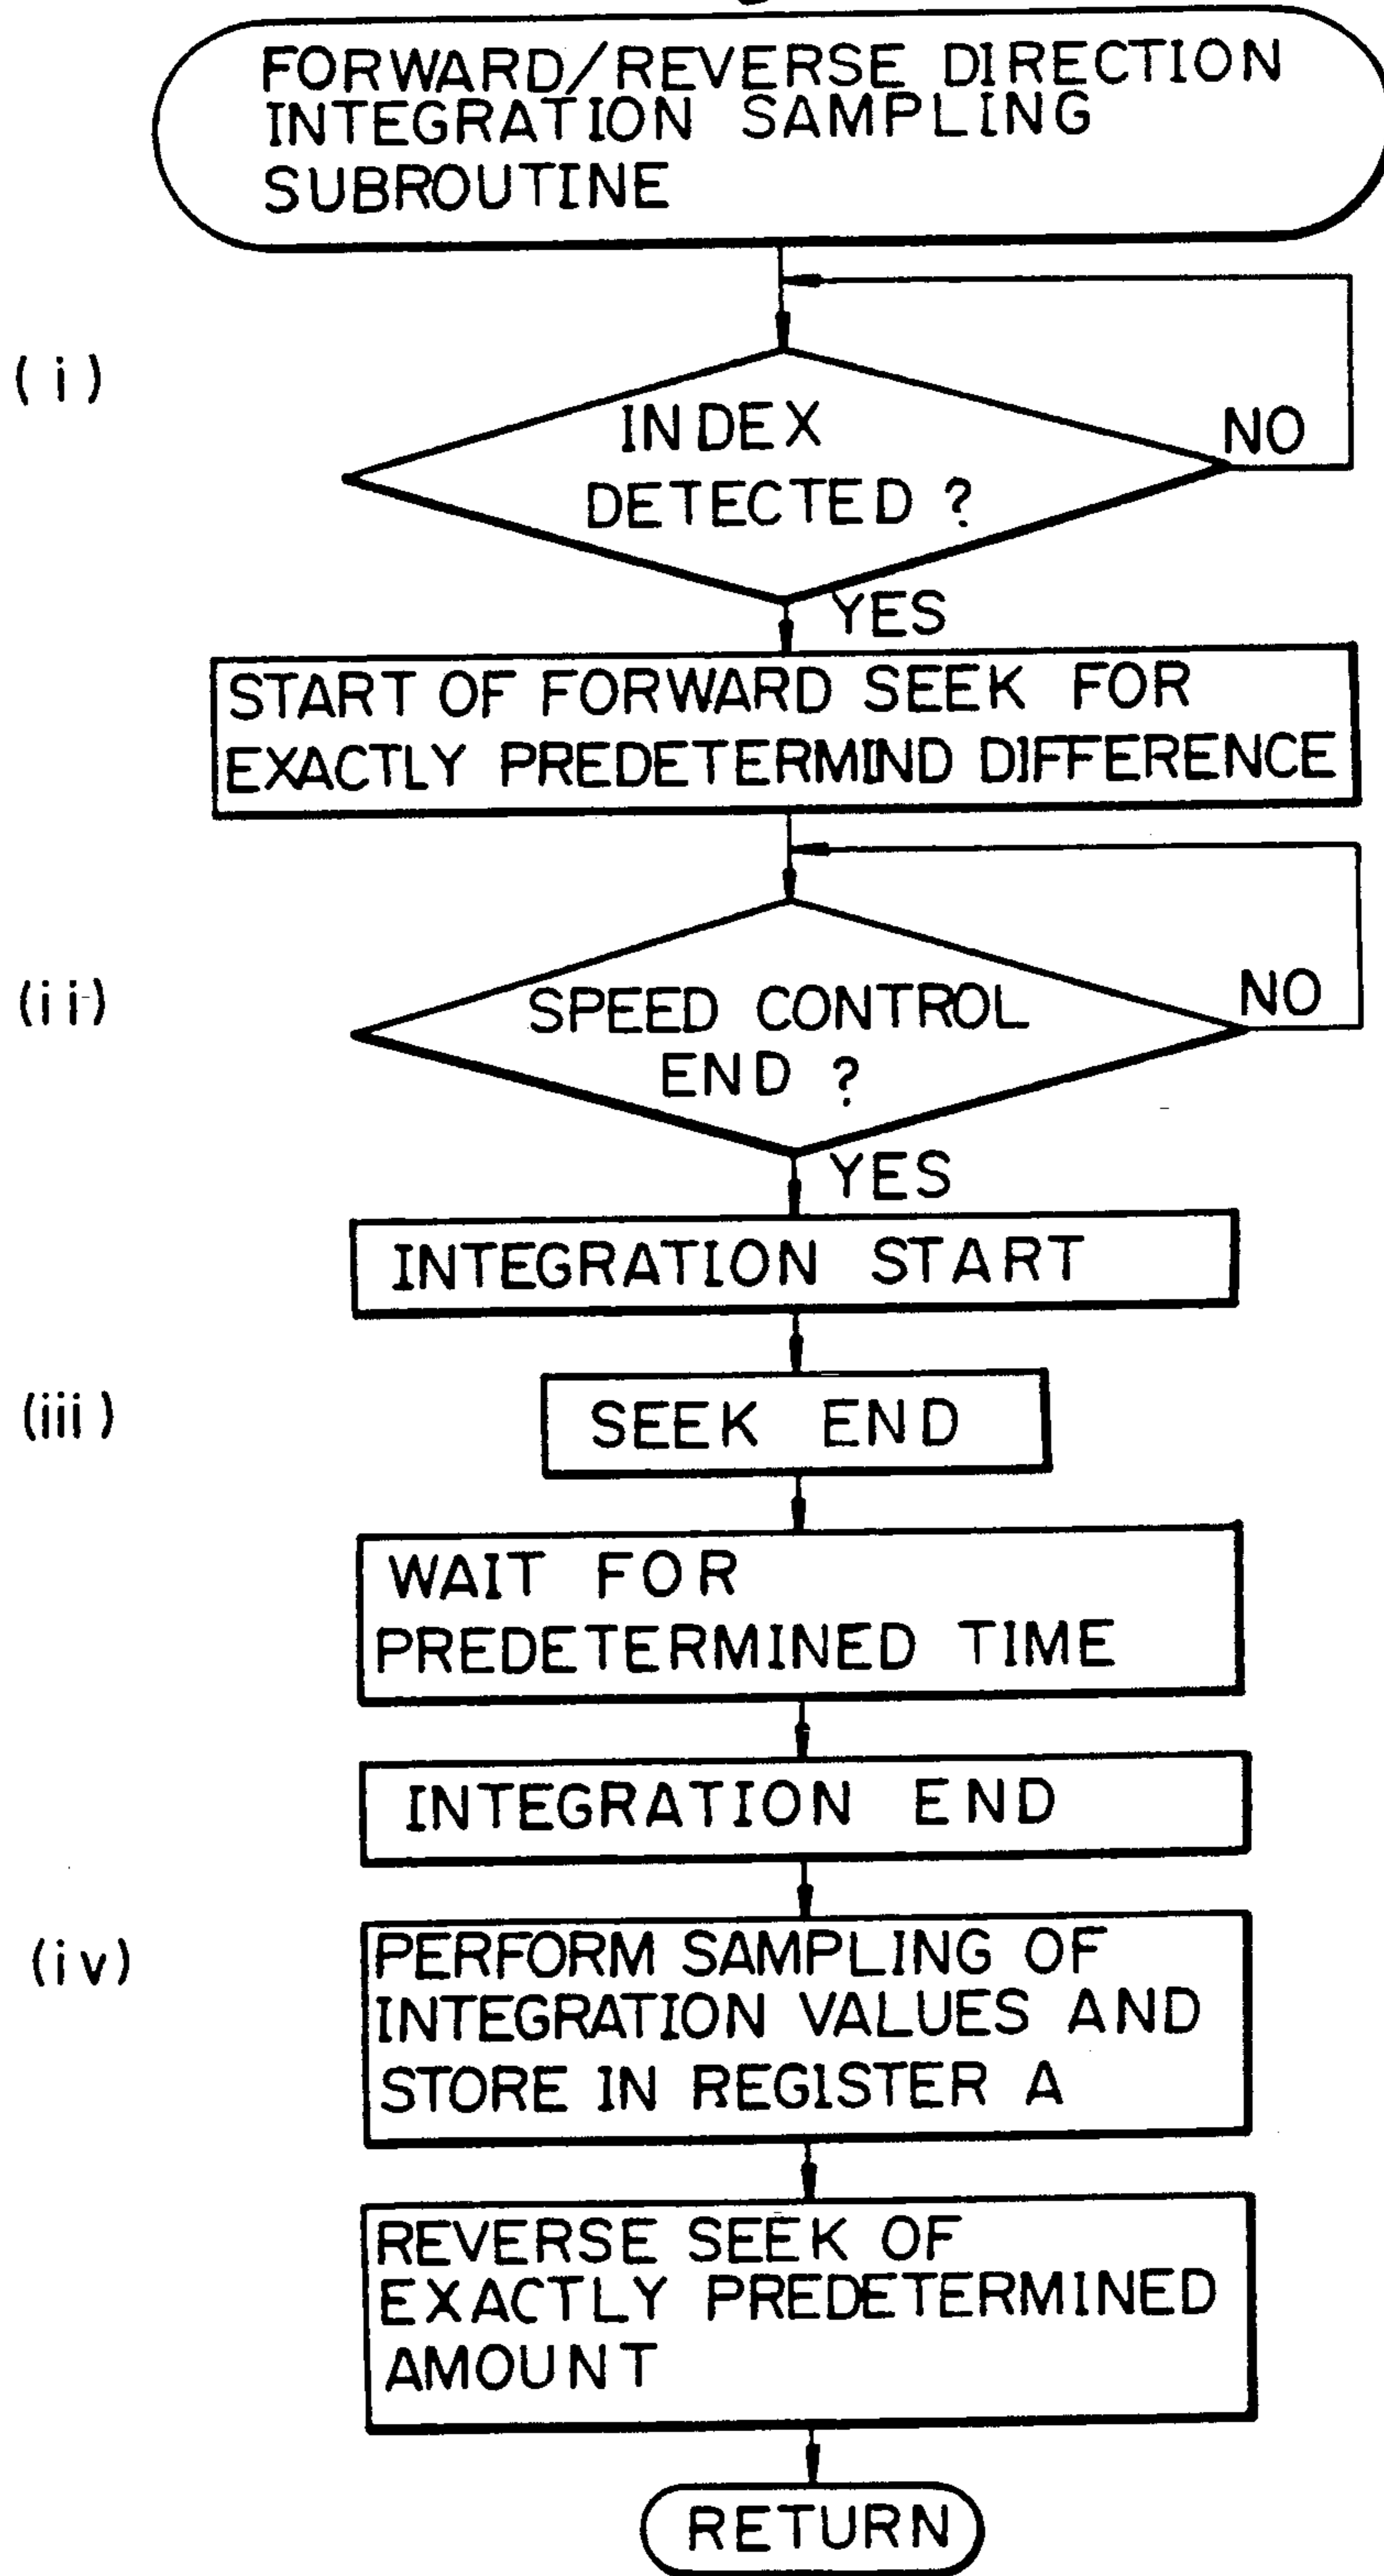 FORWARD/REVERSE DIRECTION
INTEGRATION SAMPLING
SUBROUTINE
(i)
INDEX
DETECTED ?
NO
YES
START OF FORWARD SEEK FOR
EXACTLY PREDETERMIND DIFFERENCE
(ii)
SPEED CONTROL
END ?
NO
YES
INTEGRATION START
(iii)
SEEK END
WAIT FOR
PREDETERMINED TIME
INTEGRATION END
(iv)
PERFORM SAMPLING OF
INTEGRATION VALUES AND
STORE IN REGISTER A
REVERSE SEEK OF
EXACTLY PREDETERMINED
AMOUNT
RETURN